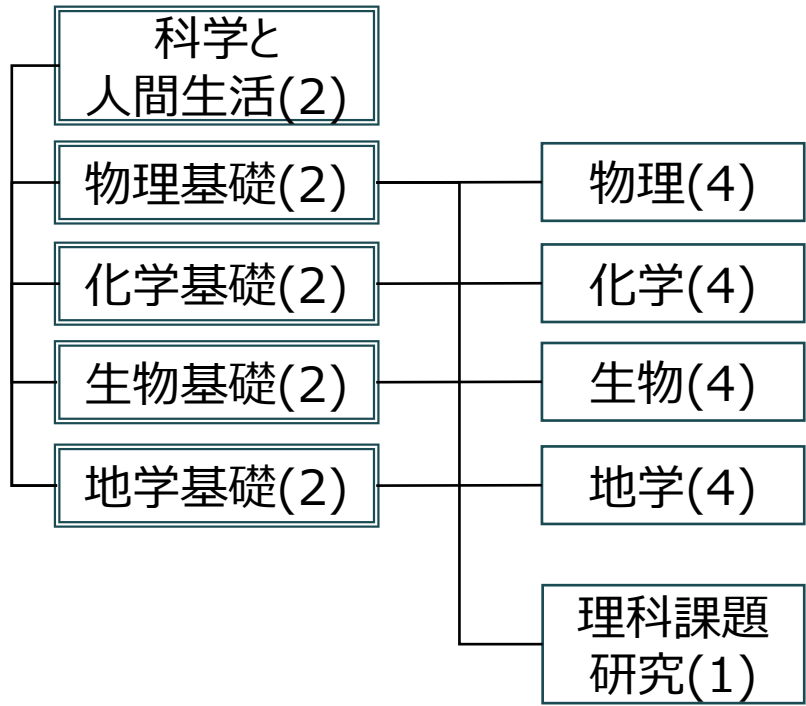 科学と
人間生活(2)
物理基礎(2)
物理(4)
化学基礎(2)
化学(4)
生物基礎(2)
生物(4)
地学基礎(2)
地学(4)
理科課題
研究(1)